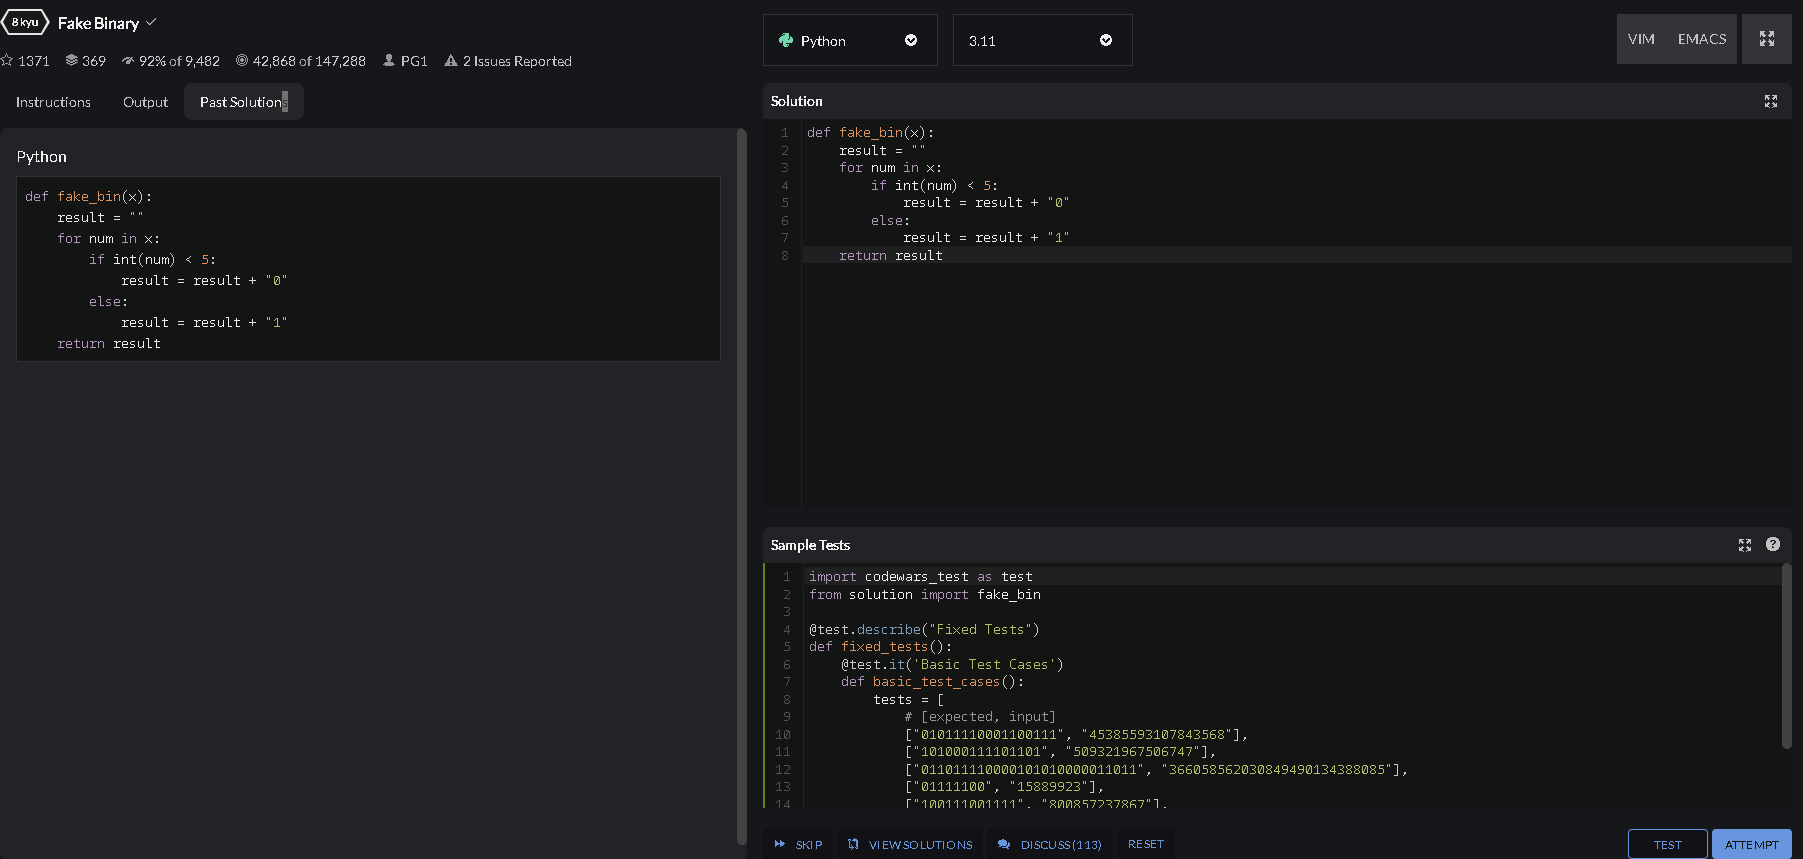 8 kyu Fake Binary
1371 369 92% of 9,482 42,868 of 147,288 PG1 2 Issues Reported
Instructions Output Past Solutions
Python
def fake_bin(x):
    result = ""
    for num in x:
        if int(num) < 5:
            result = result + "0"
        else:
            result = result + "1"
    return result
Python 3.11 VIM EMACS
Solution
1 def fake_bin(x):
2     result = ""
3     for num in x:
4         if int(num) < 5:
5             result = result + "0"
6         else:
7             result = result + "1"
8     return result
Sample Tests
1 import codewars_test as test
2 from solution import fake_bin
3
4 @test.describe("Fixed Tests")
5 def fixed_tests():
6     @test.it('Basic Test Cases')
7     def basic_test_cases():
8         tests = [
9             # [expected, input]
10             ["01011110001100111", "45385593107843568"],
11             ["101000111101101", "509321967506747"],
12             ["011011110000101010000011011", "366058562030849490134388085"],
13             ["01111100", "15889923"],
14             ["100111001111", "800857237867"],
SKIP VIEW SOLUTIONS DISCUSS (113) RESET TEST ATTEMPT